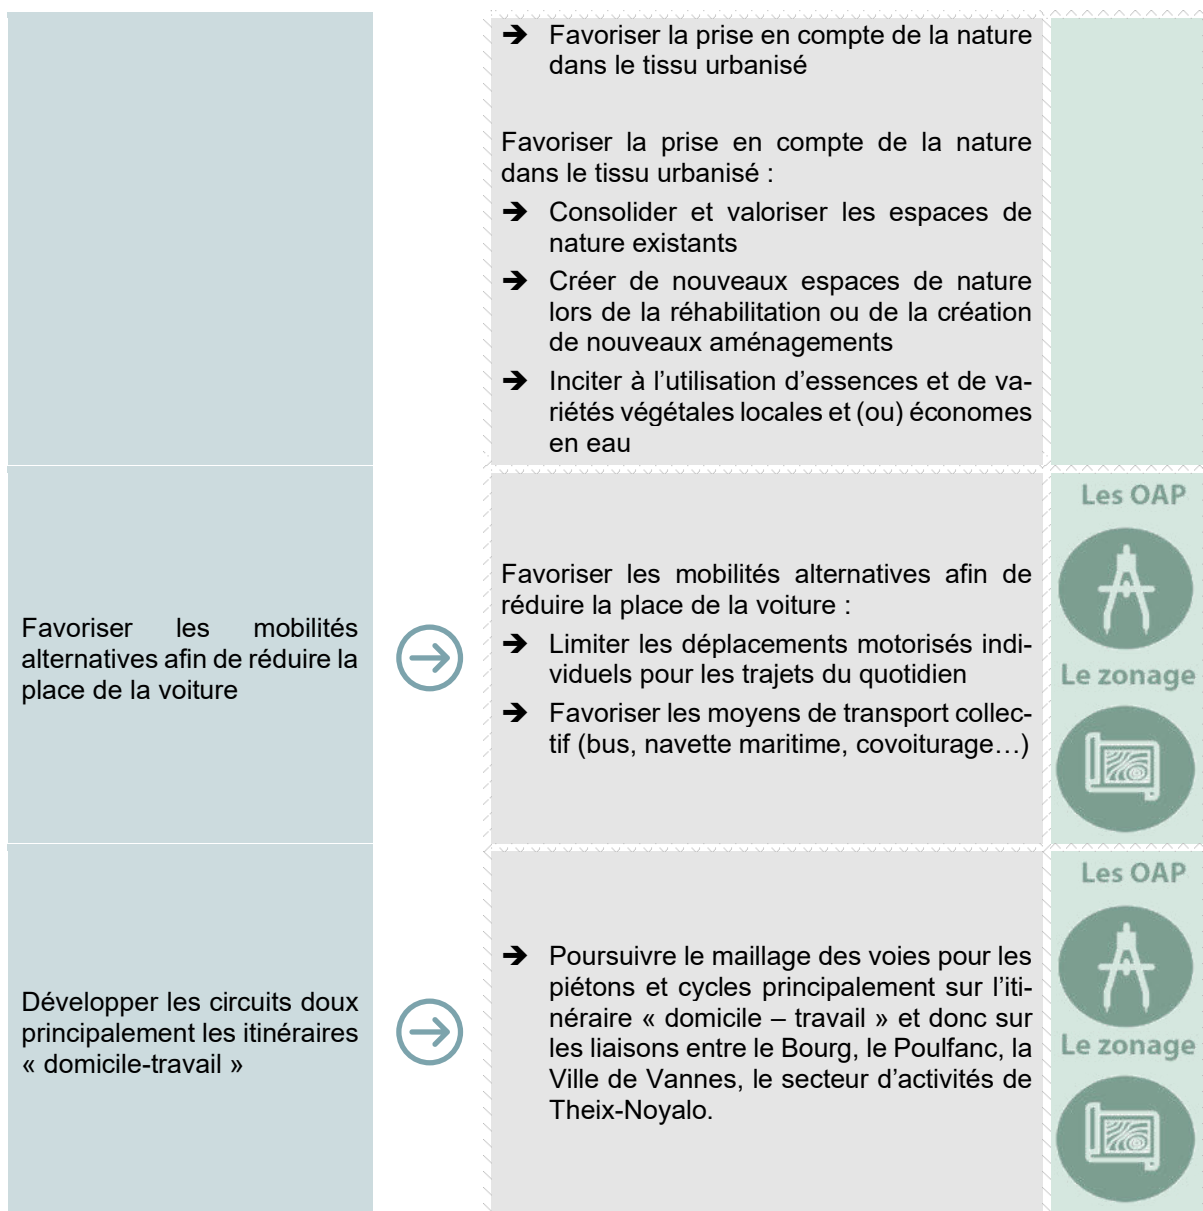 ➔ Favoriser la prise en compte de la nature
dans le tissu urbanisé
Favoriser la prise en compte de la nature
dans le tissu urbanisé :
➔ Consolider et valoriser les espaces de
nature existants
➔ Créer de nouveaux espaces de nature
lors de la réhabilitation ou de la création
de nouveaux aménagements
➔ Inciter à l’utilisation d’essences et de va-
riétés végétales locales et (ou) économes
en eau
Favoriser les mobilités
alternatives afin de réduire la
place de la voiture
Favoriser les mobilités alternatives afin de
réduire la place de la voiture :
➔ Limiter les déplacements motorisés indi-
viduels pour les trajets du quotidien
➔ Favoriser les moyens de transport collec-
tif (bus, navette maritime, covoiturage…)
Les OAP
Le zonage
Développer les circuits doux
principalement les itinéraires
« domicile-travail »
➔ Poursuivre le maillage des voies pour les
piétons et cycles principalement sur l’iti-
néraire « domicile – travail » et donc sur
les liaisons entre le Bourg, le Poulfanc, la
Ville de Vannes, le secteur d’activités de
Theix-Noyalo.
Les OAP
Le zonage